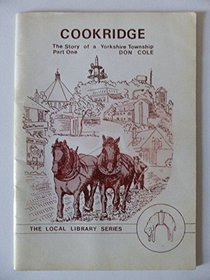 COOKRIDGE
The Story of a Yorkshire Township
Part One DON COLE
THE LOCAL LIBRARY SERIES